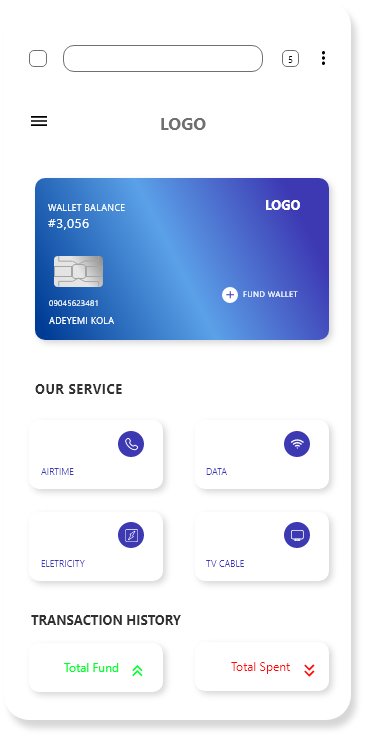 5
LOGO
WALLET BALANCE
LOGO
#3,056
FUND WALLET
09045623481
ADEYEMI KOLA
OUR SERVICE
AIRTIME
DATA
ELETRICITY
TV CABLE
TRANSACTION HISTORY
Total Fund
Total Spent